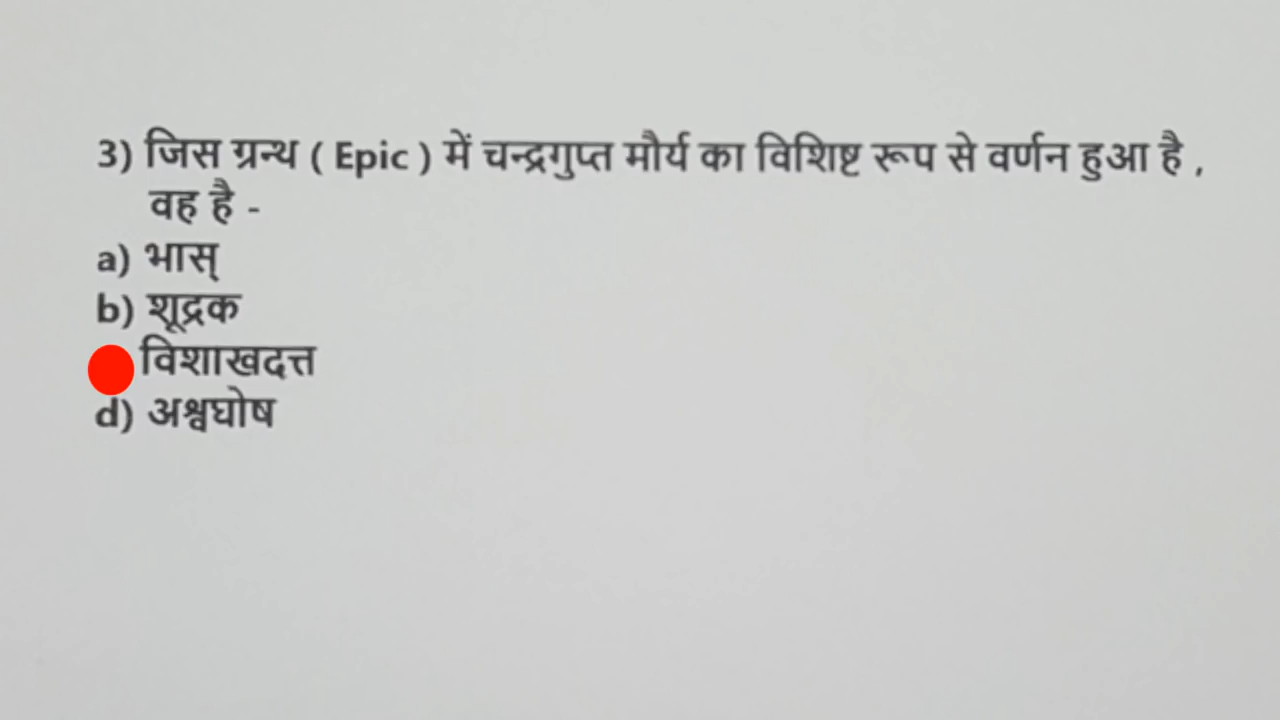 3) जिस ग्रन्थ ( Epic ) में चन्द्रगुप्त मौर्य का विशिष्ट रूप से वर्णन हुआ है ,
वह है -
a) भास्
b) शूद्रक
विशाखदत्त
d) अश्वघोष